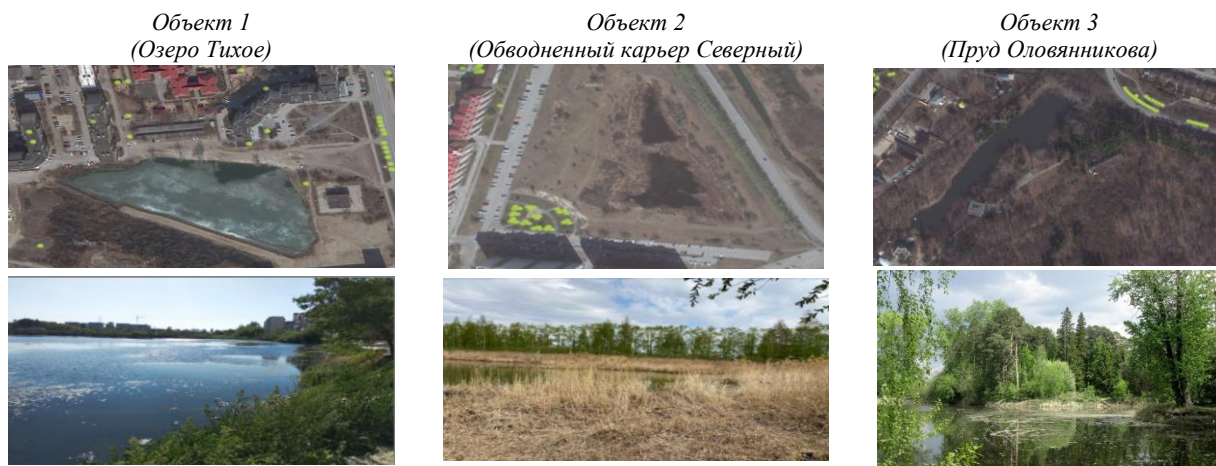 Объект 1
(Озеро Тихое)
Объект 2
(Обводненный карьер Северный)
Объект 3
(Пруд Оловянникова)